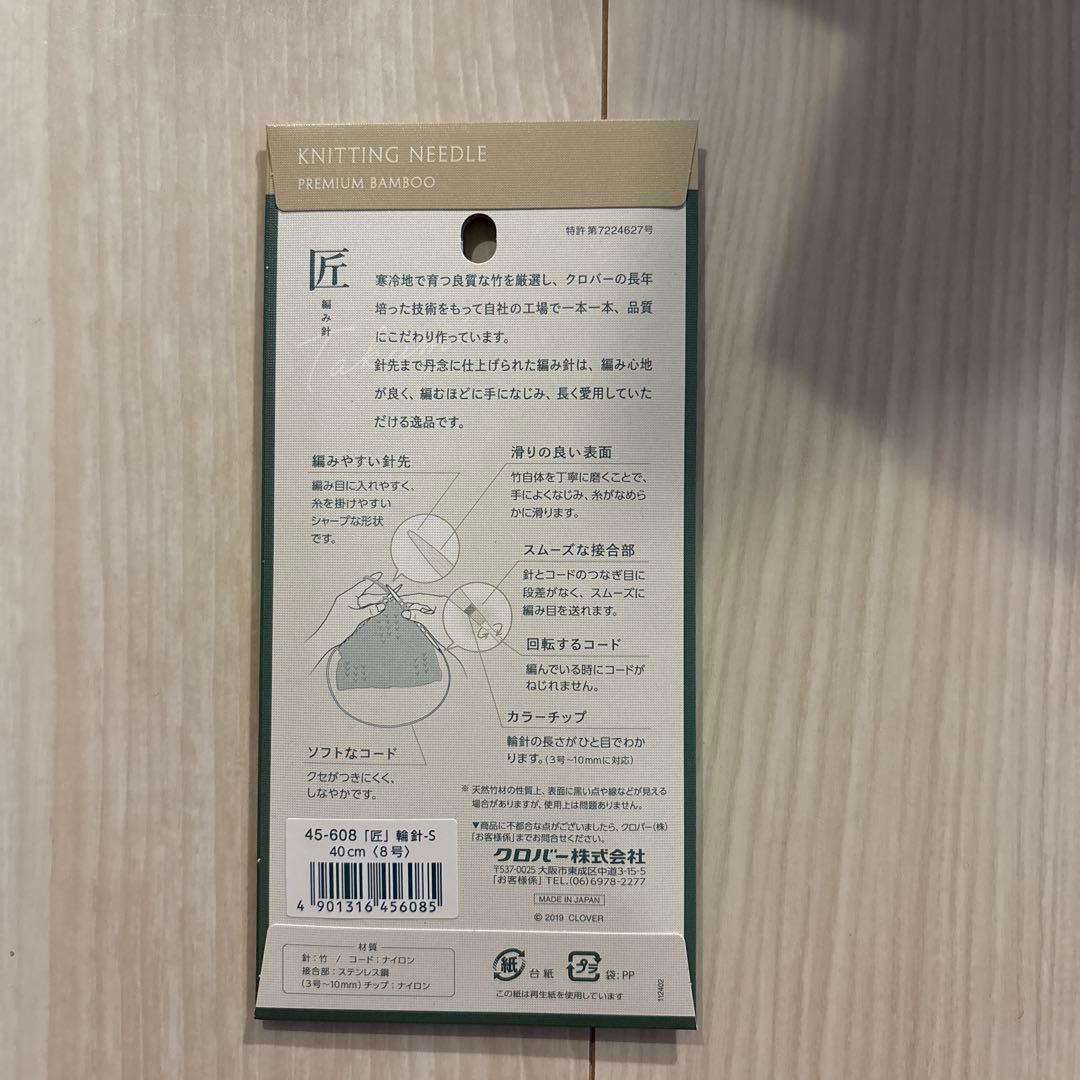 KNITTING NEEDLE
PREMIUM BAMBOO
特許第7224627号
匠
編み針
寒冷地で育つ良質な竹を厳選し、クロバーの長年
培った技術をもって自社の工場で一本一本、品質
にこだわり作っています。
針先まで丹念に仕上げられた編み針は、編み心地
が良く、編むほどに手になじみ、長く愛用していた
だける逸品です。
編みやすい針先
編み目に入れやすく、
糸を掛けやすい
シャープな形状
です。
滑りの良い表面
竹自体を丁寧に磨くことで、
手によくなじみ、糸がなめら
かに滑ります。
スムーズな接合部
針とコードのつなぎ目に
段差がなく、スムーズに
編み目を送れます。
回転するコード
編んでいる時にコードが
ねじれません。
カラーチップ
輪針の長さがひと目でわか
ります。(3号~10mmに対応)
ソフトなコード
クセがつきにくく、
しなやかです。
※ 天然竹材の性質上、表面に黒い点や線などが見える
場合がありますが、使用上は問題ありません。
▼商品に不都合な点がございましたら、クロバー(株)
「お客様係」までお問合せください。
クロバー株式会社
〒537-0025 大阪市東成区中道3-15-5
「お客様係」TEL.(06)6978-2277
MADE IN JAPAN
© 2019 CLOVER
45-608「匠」輪針-S
40cm〈8号〉
4 901316 456085
材質
針:竹 / コード:ナイロン
接合部:ステンレス鋼
(3号~10mm)チップ:ナイロン
紙 台紙
プラ 袋:PP
この紙は再生紙を使用しています
112402